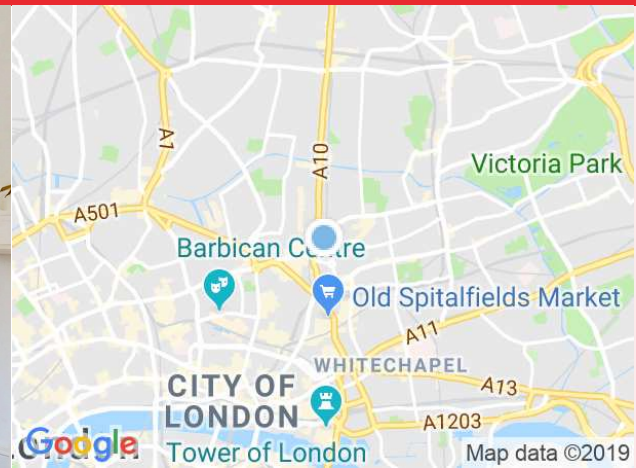 A1
A10
Victoria Park
A501
Barbican Centre
Old Spitalfields Market
A11
WHITECHAPEL
CITY OF
LONDON
A13
A1203
London
Google
Tower of London
Map data ©2019